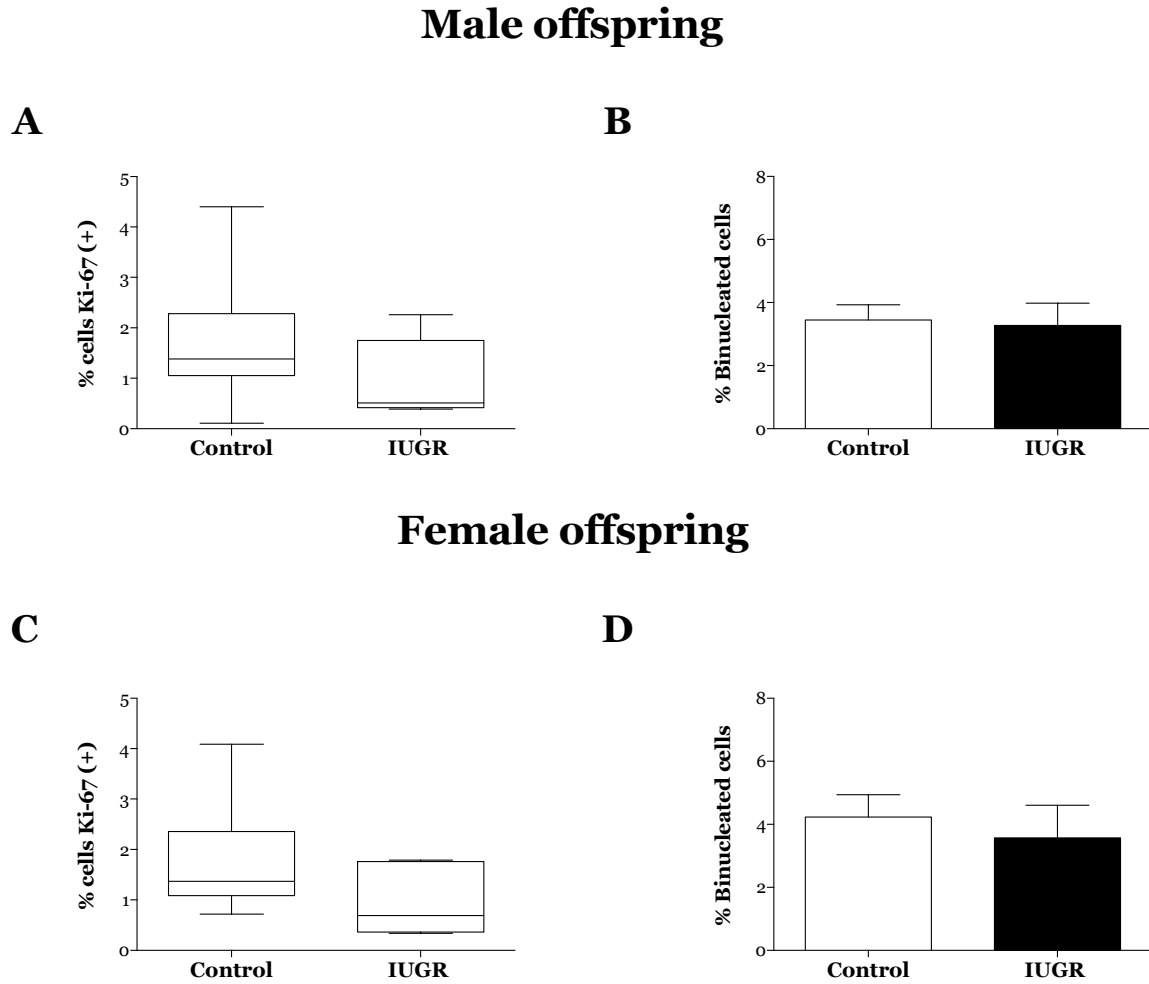 Male offspring
A
B
% cells Ki-67 (+)
5
4
3
2
1
0
Control
IUGR
% Binucleated cells
8
6
4
2
0
Control
IUGR
Female offspring
C
D
% cells Ki-67 (+)
5
4
3
2
1
0
Control
IUGR
% Binucleated cells
8
6
4
2
0
Control
IUGR